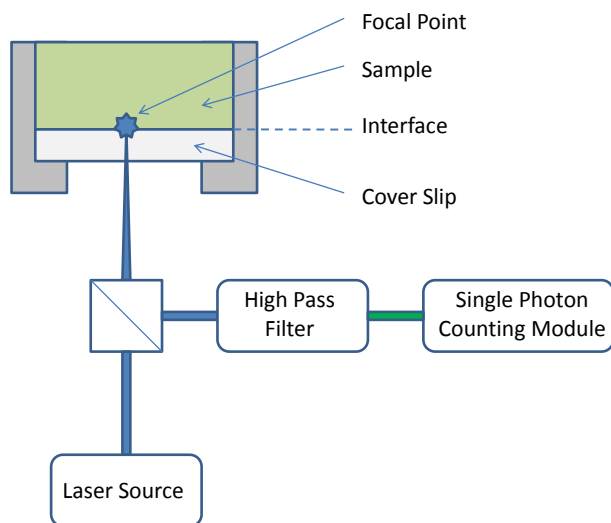 Focal Point
Sample
Interface
Cover Slip
High Pass
Filter
Single Photon
Counting Module
Laser Source